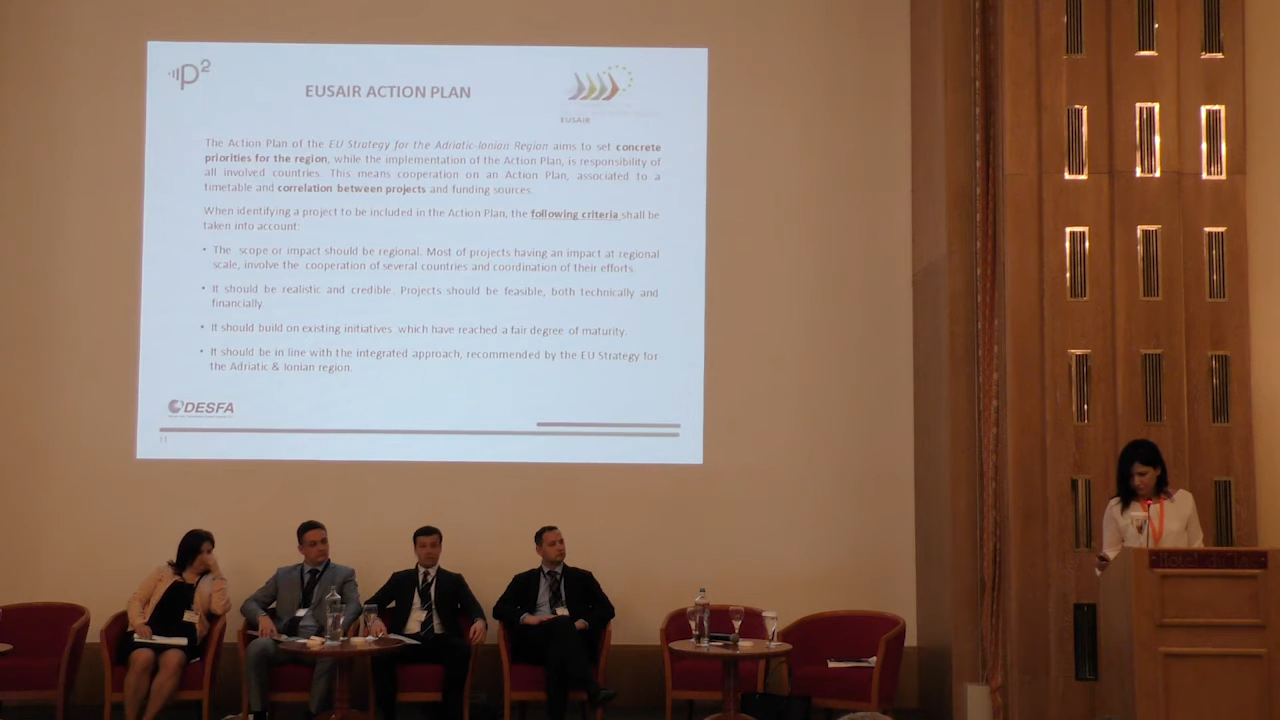 P2
EUSAIR ACTION PLAN
EUSAIR
The Action Plan of the EU Strategy for the Adriatic-Ionian Region aims to set concrete
priorities for the region, while the implementation of the Action Plan, is responsibility of
all involved countries. This means cooperation on an Action Plan, associated to a
timetable and correlation between projects and funding sources.
When identifying a project to be included in the Action Plan, the following criteria shall be
taken into account:
• The scope or impact should be regional. Most of projects having an impact at regional
scale, involve the cooperation of several countries and coordination of their efforts.
• It should be realistic and credible. Projects should be feasible, both technically and
financially.
• It should build on existing initiatives which have reached a fair degree of maturity.
• It should be in line with the integrated approach, recommended by the EU Strategy for
the Adriatic & Ionian region.
DESFA
11